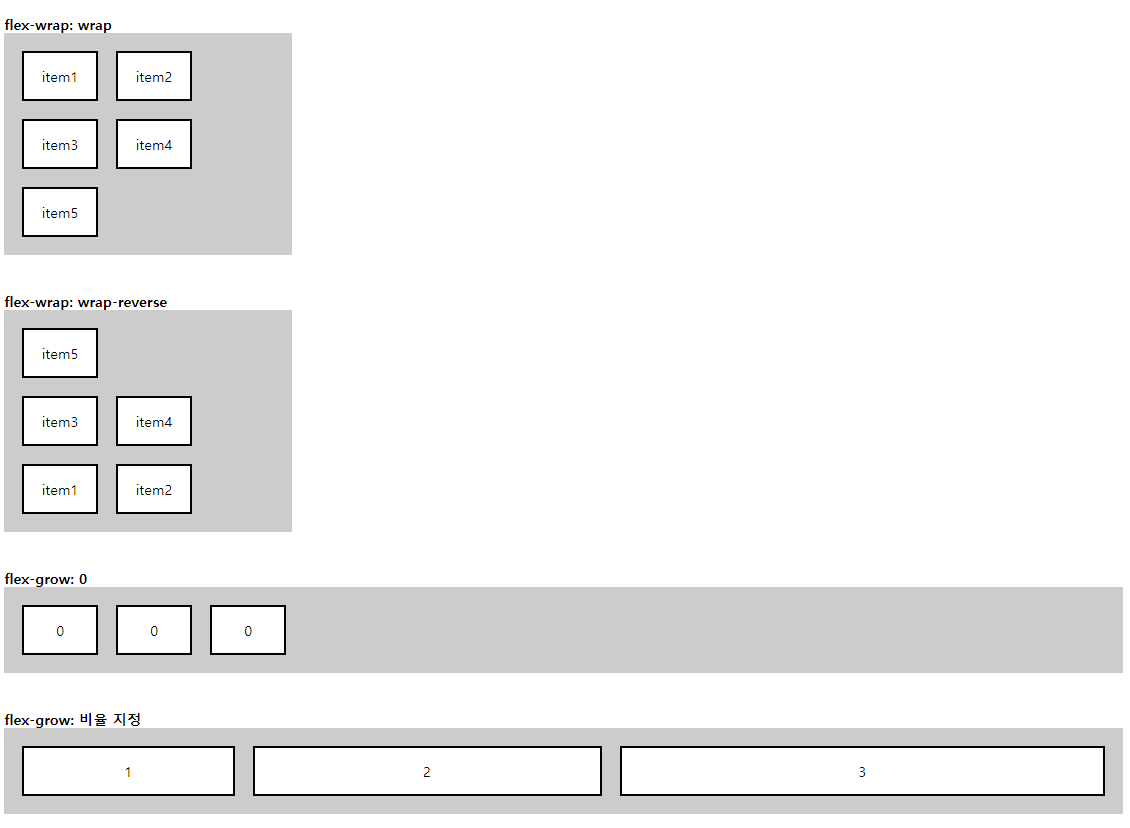 flex-wrap: wrap
item1 item2
item3 item4
item5
flex-wrap: wrap-reverse
item5
item3 item4
item1 item2
flex-grow: 0
0 0 0
flex-grow: 비율 지정
1 2 3